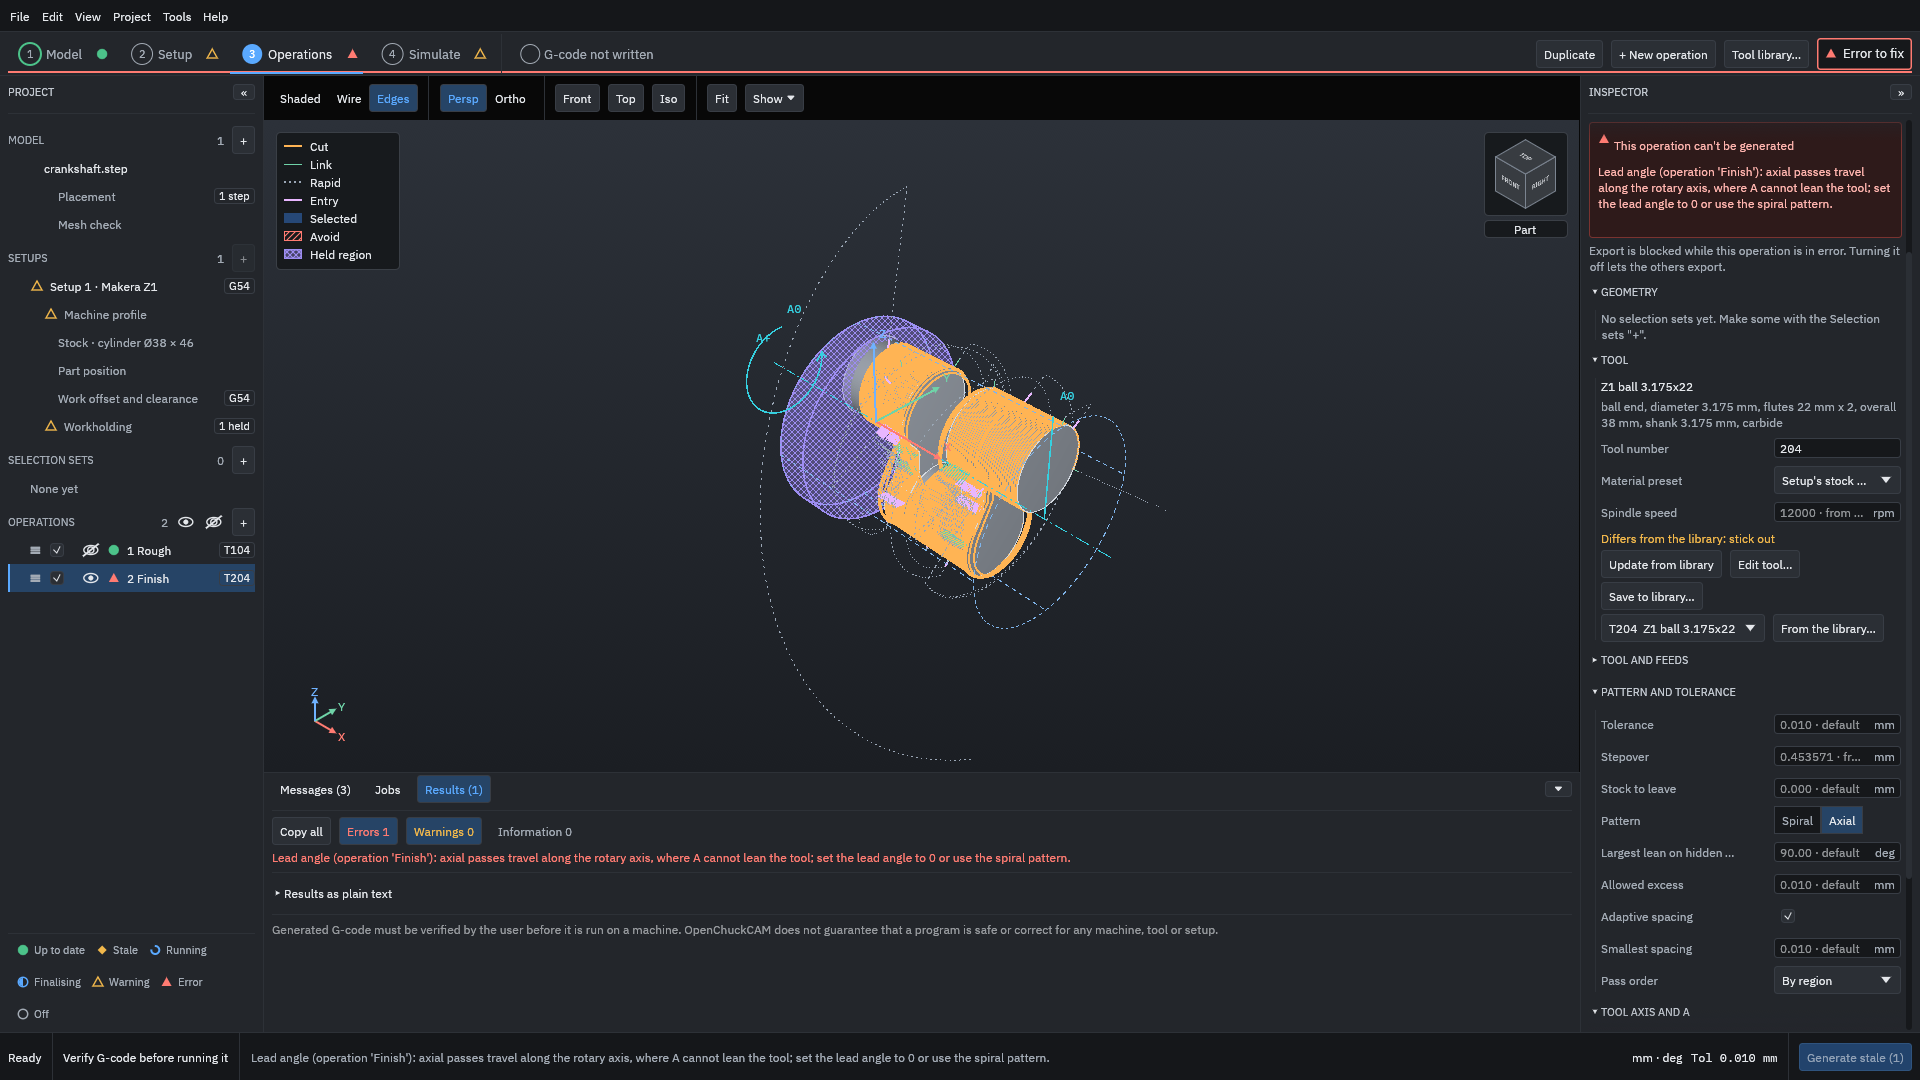 File Edit View Project Tools Help
1 Model 2 Setup 3 Operations 4 Simulate G-code not written Duplicate + New operation Tool library... Error to fix
PROJECT «
MODEL 1 +
crankshaft.step
Placement 1 step
Mesh check
SETUPS 1 +
Setup 1 · Makera Z1 G54
Machine profile
Stock · cylinder Ø38 × 46
Part position
Work offset and clearance G54
Workholding 1 held
SELECTION SETS 0 +
None yet
OPERATIONS 2 +
1 Rough T104
2 Finish T204
Up to date Stale Running
Finalising Warning Error
Off
Shaded Wire Edges Persp Ortho Front Top Iso Fit Show
Cut
Link
Rapid
Entry
Selected
Avoid
Held region
TOP
FRONT RIGHT
Part
A0
A+
A0
Z
Y
X
Messages (3) Jobs Results (1)
Copy all Errors 1 Warnings 0 Information 0
Lead angle (operation 'Finish'): axial passes travel along the rotary axis, where A cannot lean the tool; set the lead angle to 0 or use the spiral pattern.
Results as plain text
Generated G-code must be verified by the user before it is run on a machine. OpenChuckCAM does not guarantee that a program is safe or correct for any machine, tool or setup.
INSPECTOR »
This operation can't be generated
Lead angle (operation 'Finish'): axial passes travel
along the rotary axis, where A cannot lean the tool; set
the lead angle to 0 or use the spiral pattern.
Export is blocked while this operation is in error. Turning it
off lets the others export.
GEOMETRY
No selection sets yet. Make some with the Selection
sets "+".
TOOL
Z1 ball 3.175x22
ball end, diameter 3.175 mm, flutes 22 mm x 2, overall
38 mm, shank 3.175 mm, carbide
Tool number 204
Material preset Setup's stock ...
Spindle speed 12000 · from ... rpm
Differs from the library: stick out
Update from library Edit tool...
Save to library...
T204 Z1 ball 3.175x22 From the library...
TOOL AND FEEDS
PATTERN AND TOLERANCE
Tolerance 0.010 · default mm
Stepover 0.453571 · fr... mm
Stock to leave 0.000 · default mm
Pattern Spiral Axial
Largest lean on hidden ... 90.00 · default deg
Allowed excess 0.010 · default mm
Adaptive spacing
Smallest spacing 0.010 · default mm
Pass order By region
TOOL AXIS AND A
Ready Verify G-code before running it Lead angle (operation 'Finish'): axial passes travel along the rotary axis, where A cannot lean the tool; set the lead angle to 0 or use the spiral pattern. mm · deg Tol 0.010 mm Generate stale (1)